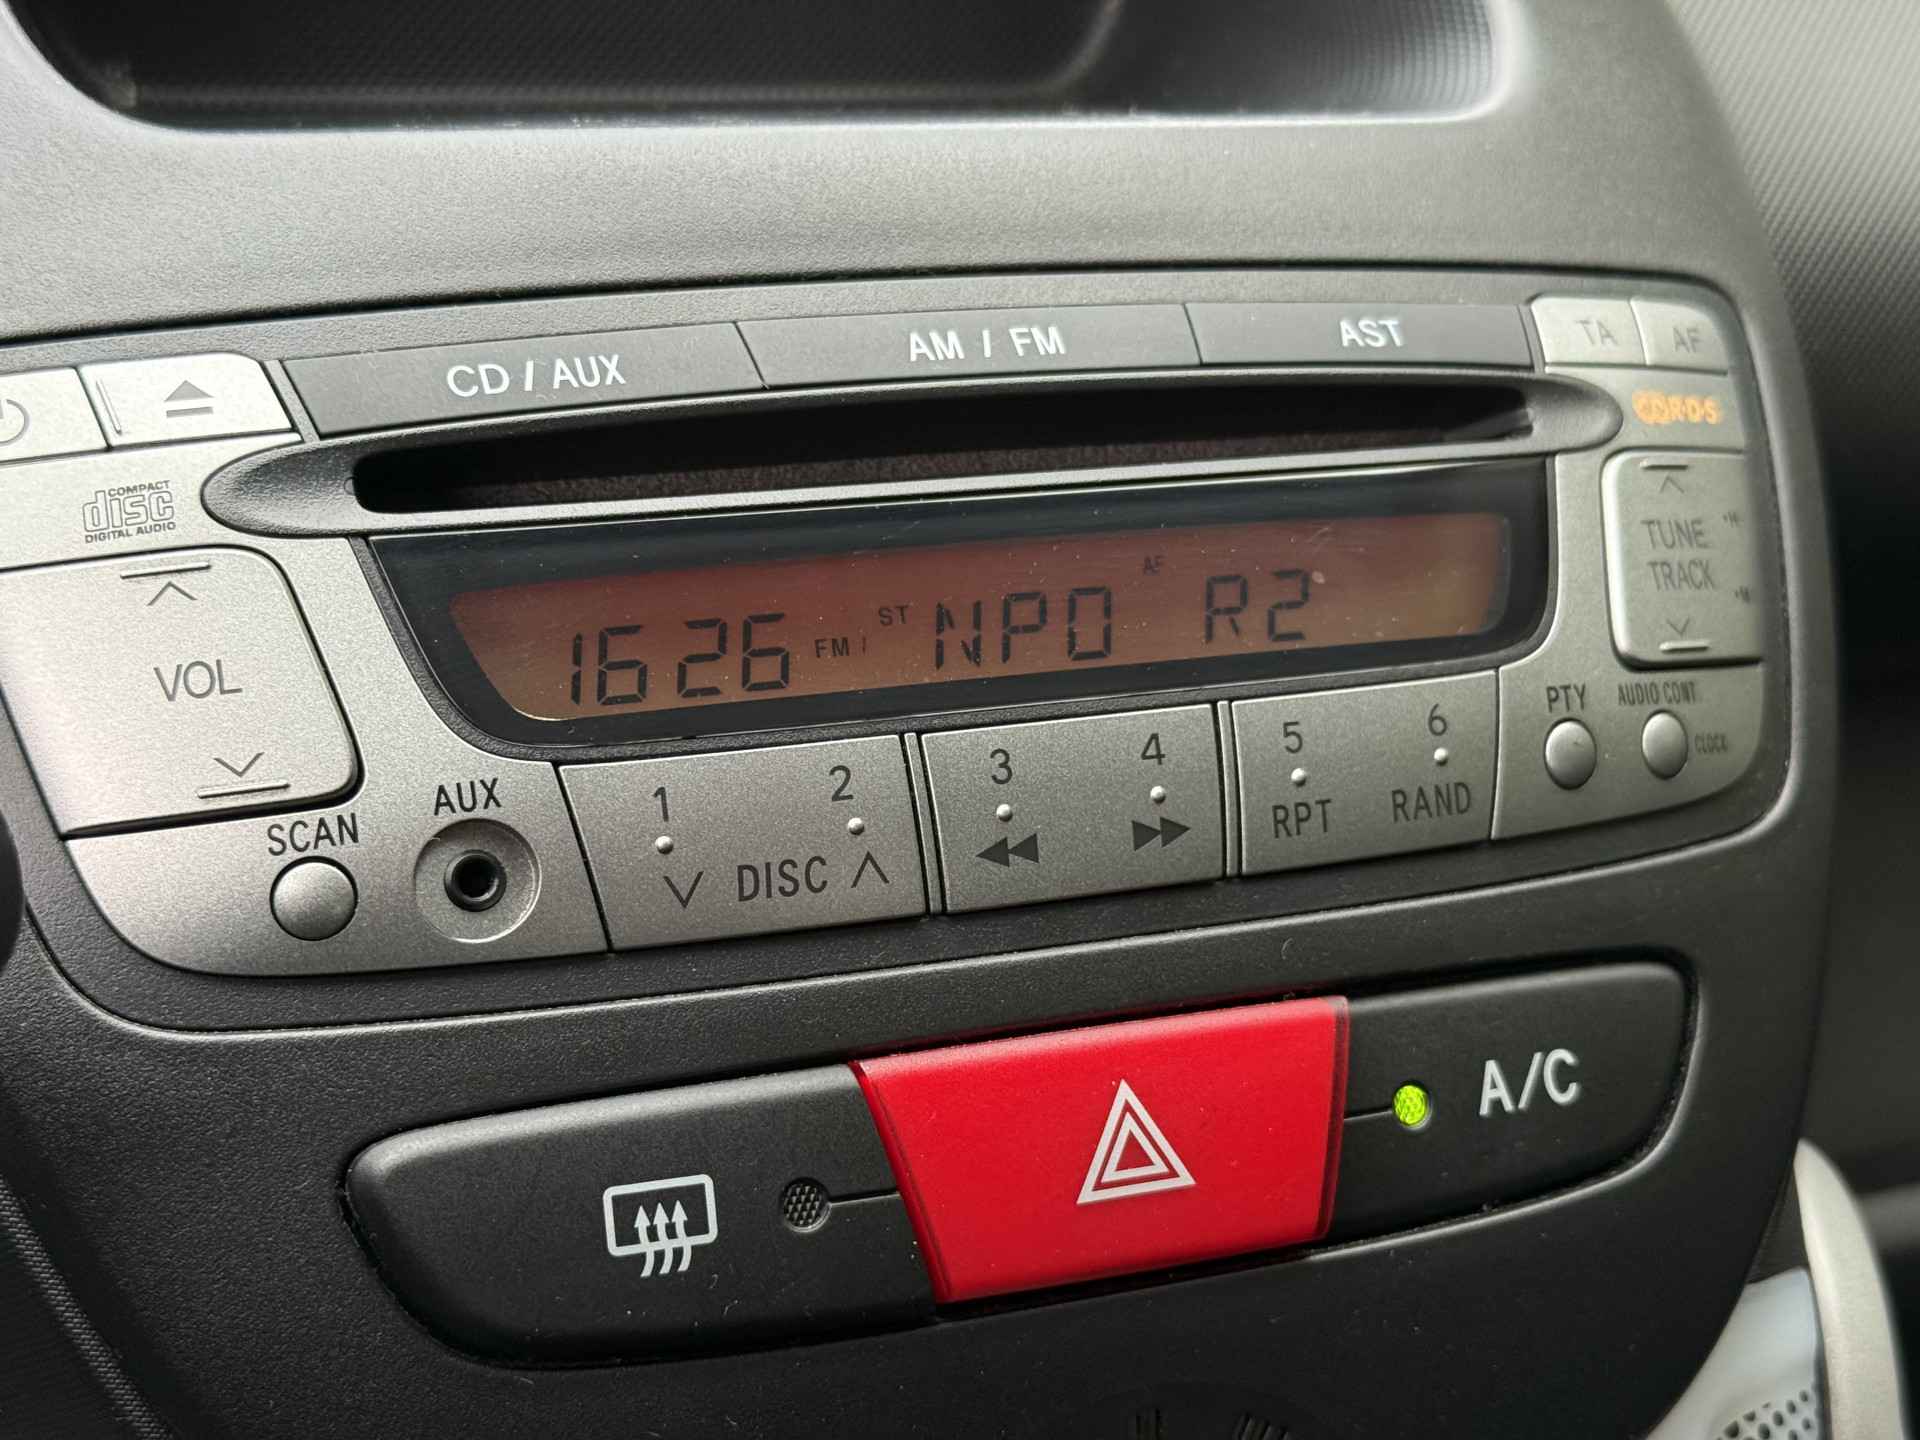 CD / AUX
AM / FM
AST
TA
AF
R·D·S
COMPACT
disc
DIGITAL AUDIO
VOL
1626
FM 1
ST
NPO
AF
R2
TUNE
TRACK
SCAN
AUX
1
2
DISC
3
4
5
RPT
6
RAND
PTY
AUDIO CONT.
CLOCK
A/C